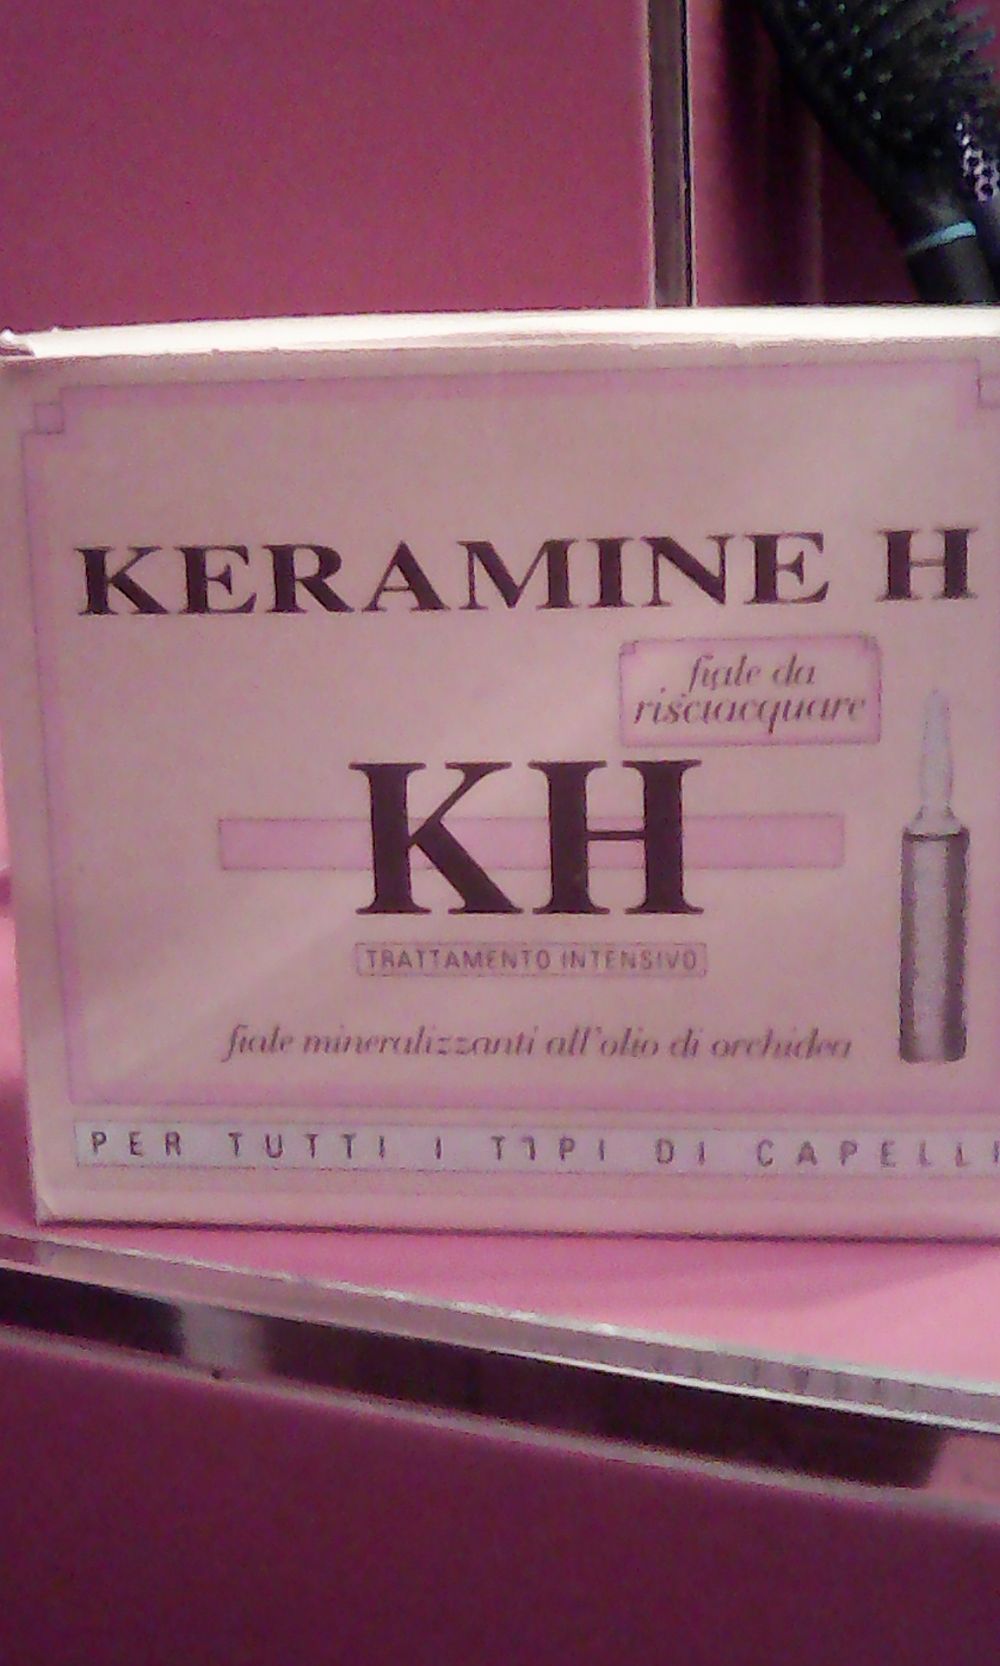 KERAMINE H
fiale da
risciacquare
KH
TRATTAMENTO INTENSIVO
fiale mineralizzanti all'olio di orchidea
PER TUTTI I TIPI DI CAPELLI